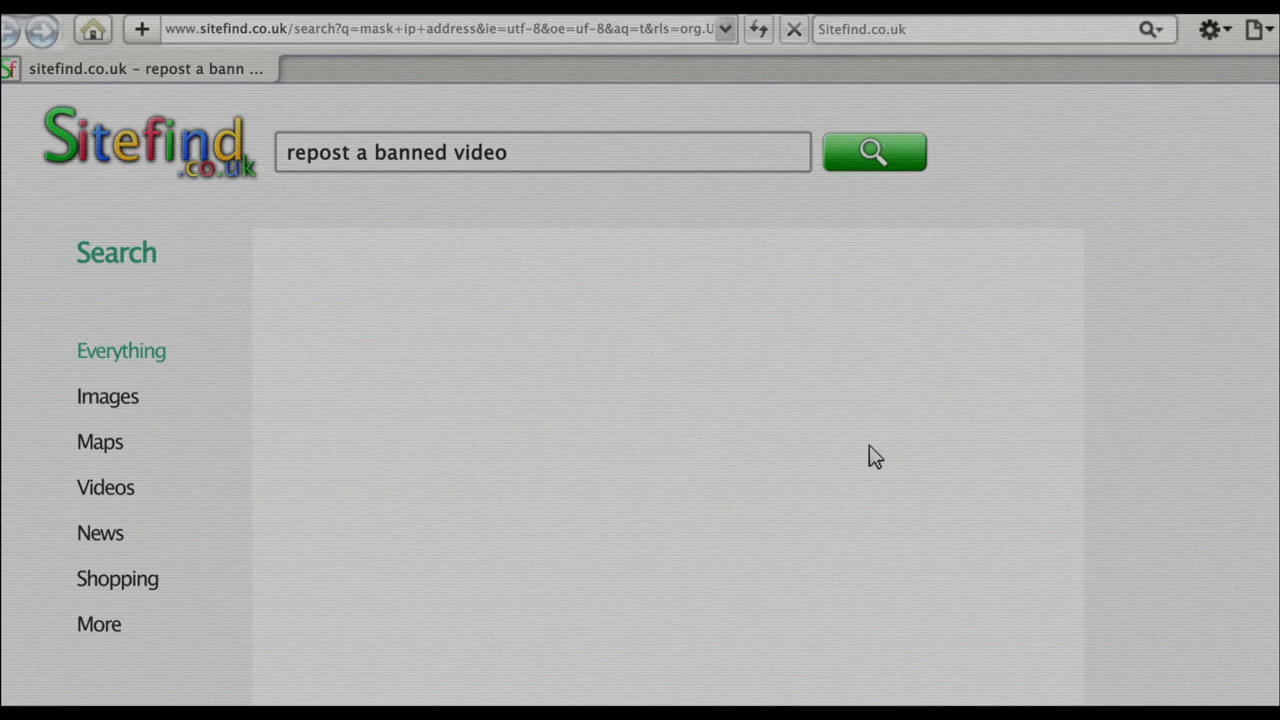 www.sitefind.co.uk/search?q=mask+ip+address&ie=utf-8&oe=uf-8&aq=t&rls=org.U
Sitefind.co.uk
Sf
sitefind.co.uk – repost a bann ...
Sitefind
.co.uk
repost a banned video
Search
Everything
Images
Maps
Videos
News
Shopping
More